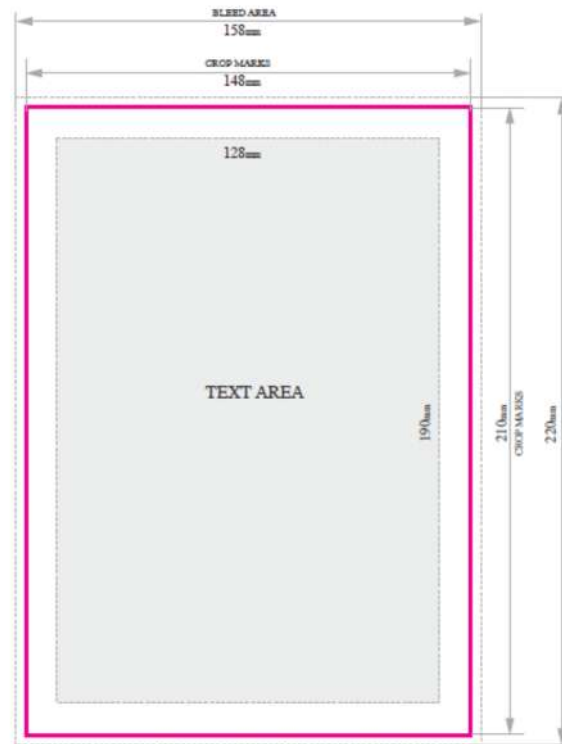 BLEED AREA
158mm
CROP MARKS
148mm
128mm
TEXT AREA
190mm
210mm
CROP MARKS
220mm